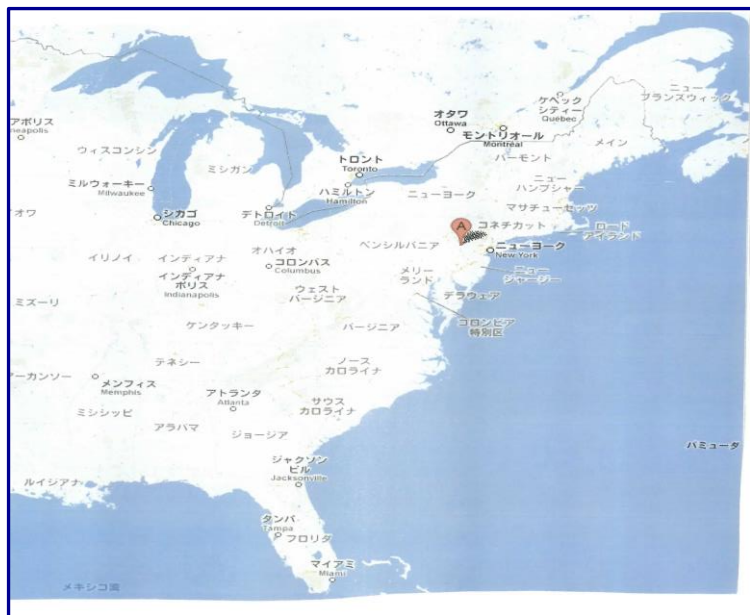 ニュー
ブランズウィック
ケベック
シティー
Québec
オタワ
Ottawa
モントリオール
Montréal
メイン
バーモント
アポリス
neapolis
ウィスコンシン
ミシガン
トロント
Toronto
ニュー
ハンプシャー
ミルウォーキー
Milwaukee
ハミルトン
Hamilton
ニューヨーク
マサチューセッツ
オワ
シカゴ
Chicago
デトロイト
Detroit
A
コネチカット
ロード
アイランド
ペンシルバニア
ニューヨーク
New York
オハイオ
コロンバス
Columbus
イリノイ
インディアナ
インディアナ
ポリス
Indianapolis
メリー
ランド
ニュー
ジャージー
デラウェア
ウェスト
バージニア
ミズーリ
コロンビア
特別区
ケンタッキー
バージニア
テネシー
ノース
カロライナ
アーカンソー
メンフィス
Memphis
アトランタ
Atlanta
サウス
カロライナ
ミシシッピ
アラバマ
ジョージア
バミューダ
ジャクソン
ビル
Jacksonville
ルイジアナ
タンパ
Tampa
フロリダ
マイアミ
Miami
メキシコ湾